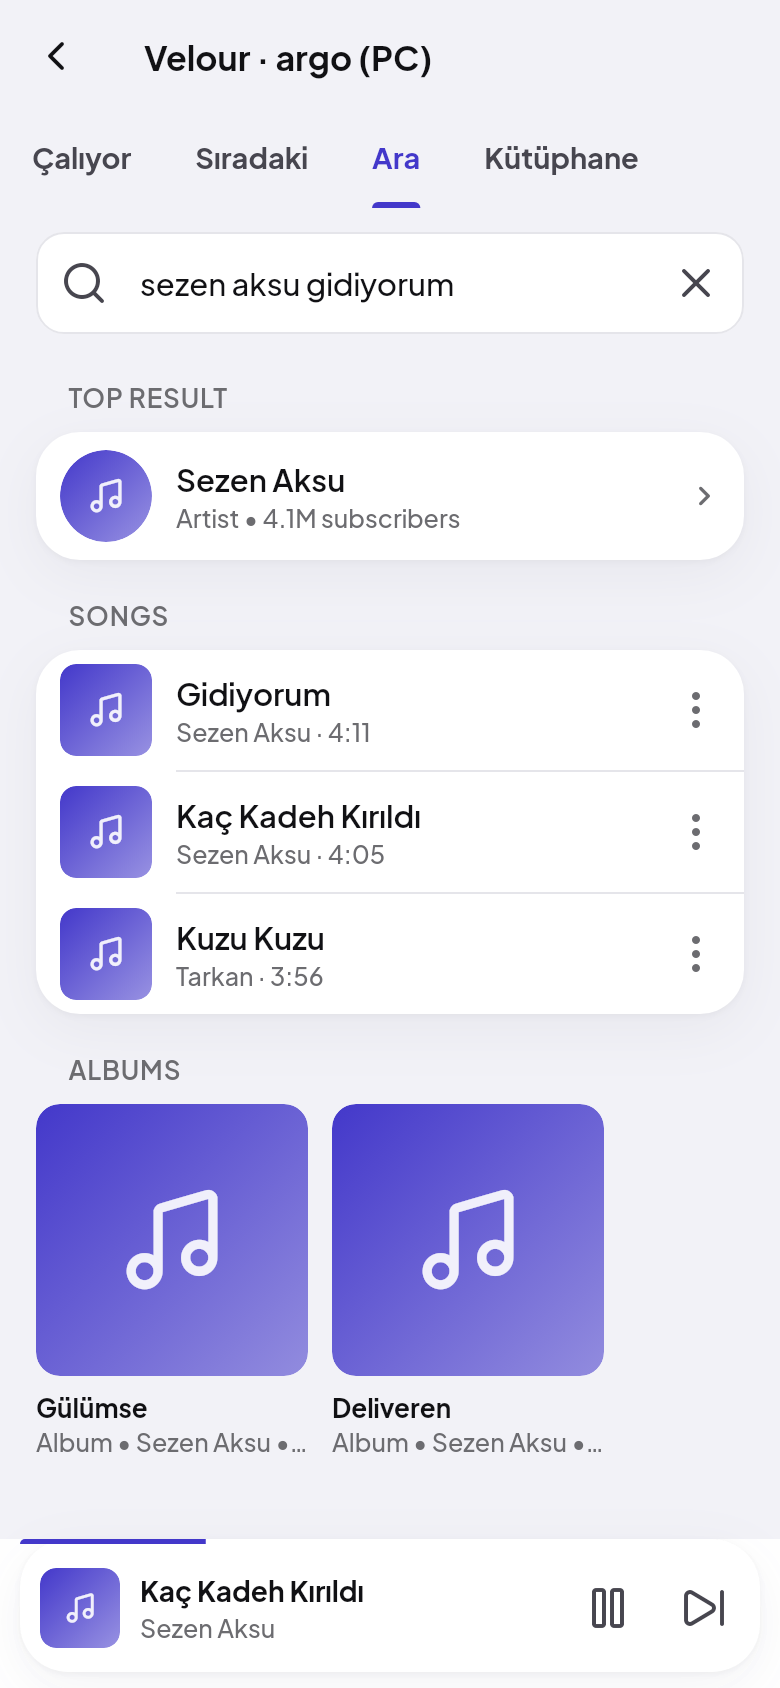 Velour · argo (PC)
Çalıyor
Sıradaki
Ara
Kütüphane
sezen aksu gidiyorum
TOP RESULT
Sezen Aksu
Artist • 4.1M subscribers
SONGS
Gidiyorum
Sezen Aksu · 4:11
Kaç Kadeh Kırıldı
Sezen Aksu · 4:05
Kuzu Kuzu
Tarkan · 3:56
ALBUMS
Gülümse
Album • Sezen Aksu •...
Deliveren
Album • Sezen Aksu •...
Kaç Kadeh Kırıldı
Sezen Aksu